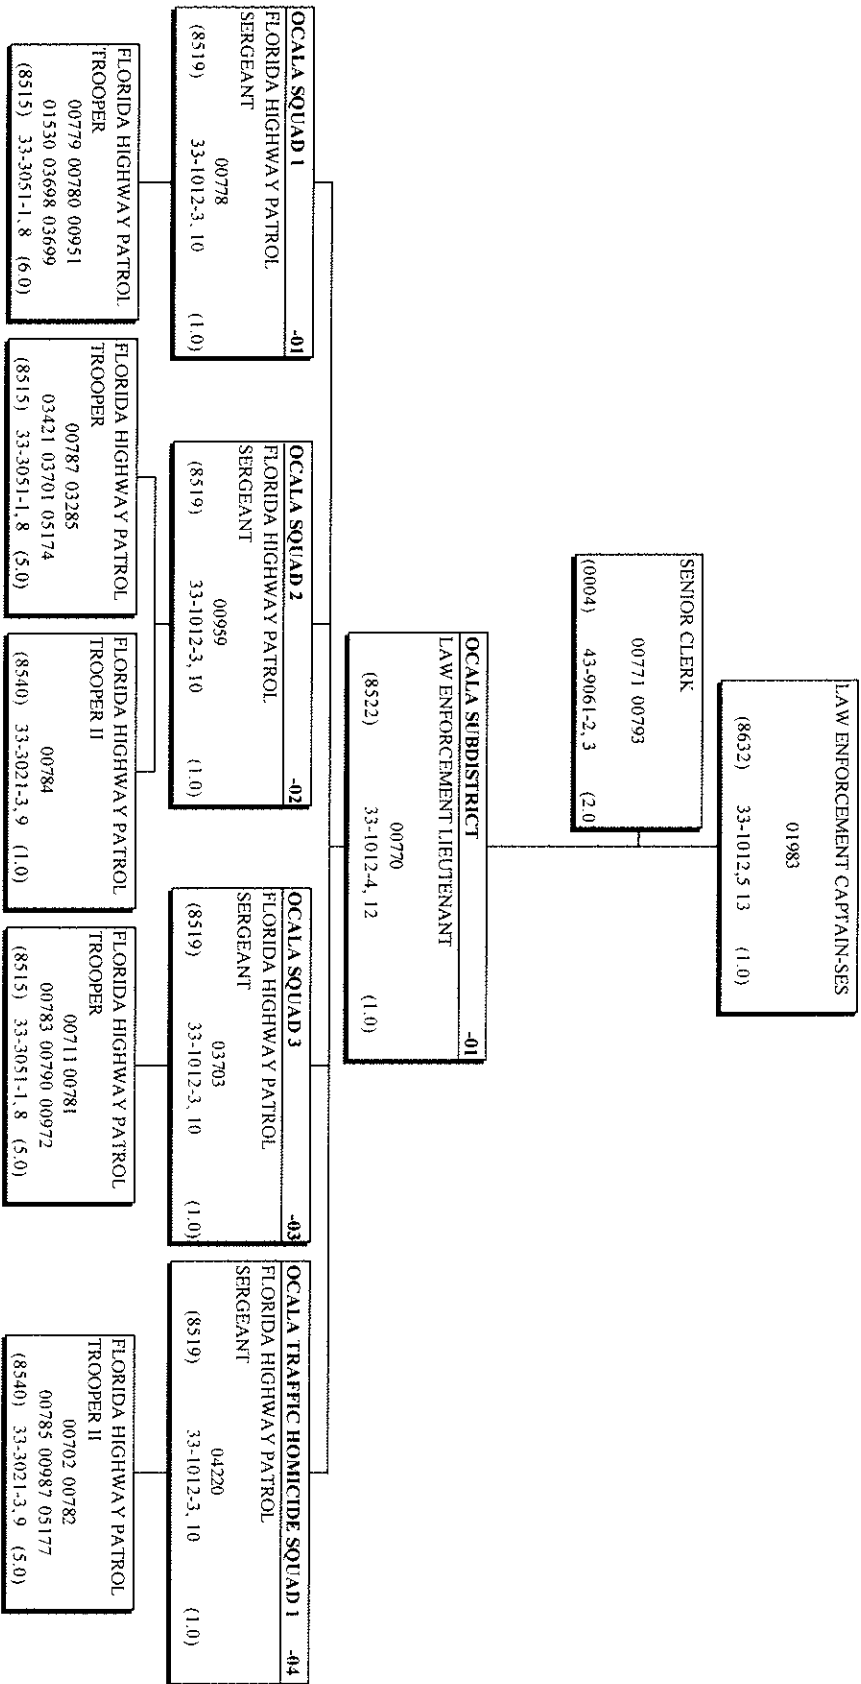 LAW ENFORCEMENT CAPTAIN-SES
01983
(8632) 33-1012,5 13 (1.0)
SENIOR CLERK
00771 00793
(0004) 43-9061-2, 3 (2.0
OCALA SUBDISTRICT -01
LAW ENFORCEMENT LIEUTENANT
00770
(8522) 33-1012-4, 12 (1.0)
OCALA SQUAD 1 -01
FLORIDA HIGHWAY PATROL
SERGEANT
00778
(8519) 33-1012-3, 10 (1.0)
OCALA SQUAD 2 -02
FLORIDA HIGHWAY PATROL
SERGEANT
00959
(8519) 33-1012-3, 10 (1.0)
OCALA SQUAD 3 -03
FLORIDA HIGHWAY PATROL
SERGEANT
03703
(8519) 33-1012-3, 10 (1.0)
OCALA TRAFFIC HOMICIDE SQUAD 1 -04
FLORIDA HIGHWAY PATROL
SERGEANT
04220
(8519) 33-1012-3, 10 (1.0)
FLORIDA HIGHWAY PATROL
TROOPER
00779 00780 00951
01530 03698 03699
(8515) 33-3051-1, 8 (6.0)
FLORIDA HIGHWAY PATROL
TROOPER
00787 03285
03421 03701 05174
(8515) 33-3051-1, 8 (5.0)
FLORIDA HIGHWAY PATROL
TROOPER II
00784
(8540) 33-3021-3, 9 (1.0)
FLORIDA HIGHWAY PATROL
TROOPER
00711 00781
00783 00790 00972
(8515) 33-3051-1, 8 (5.0)
FLORIDA HIGHWAY PATROL
TROOPER II
00702 00782
00785 00987 05177
(8540) 33-3021-3, 9 (5.0)